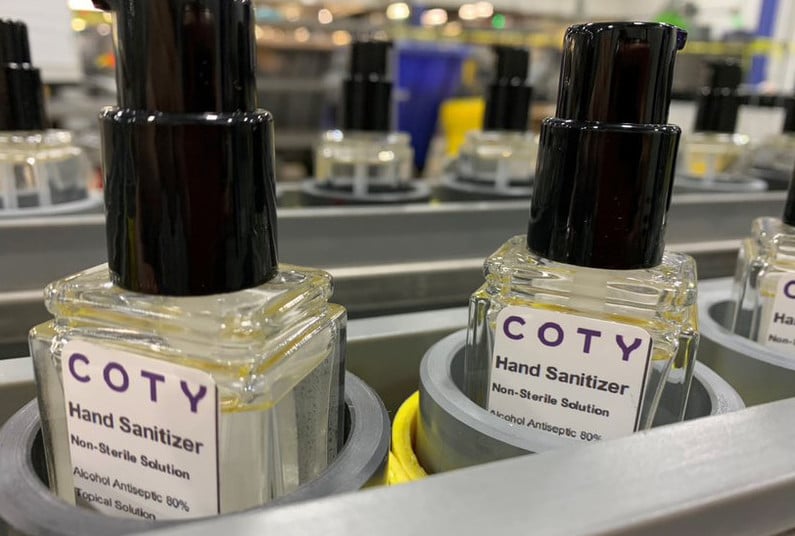 COTY
Hand Sanitizer
Non-Sterile Solution
Alcohol Antiseptic 80%
Topical Solution
COTY
Hand Sanitizer
Non-Sterile Solution
Alcohol Antiseptic 80%